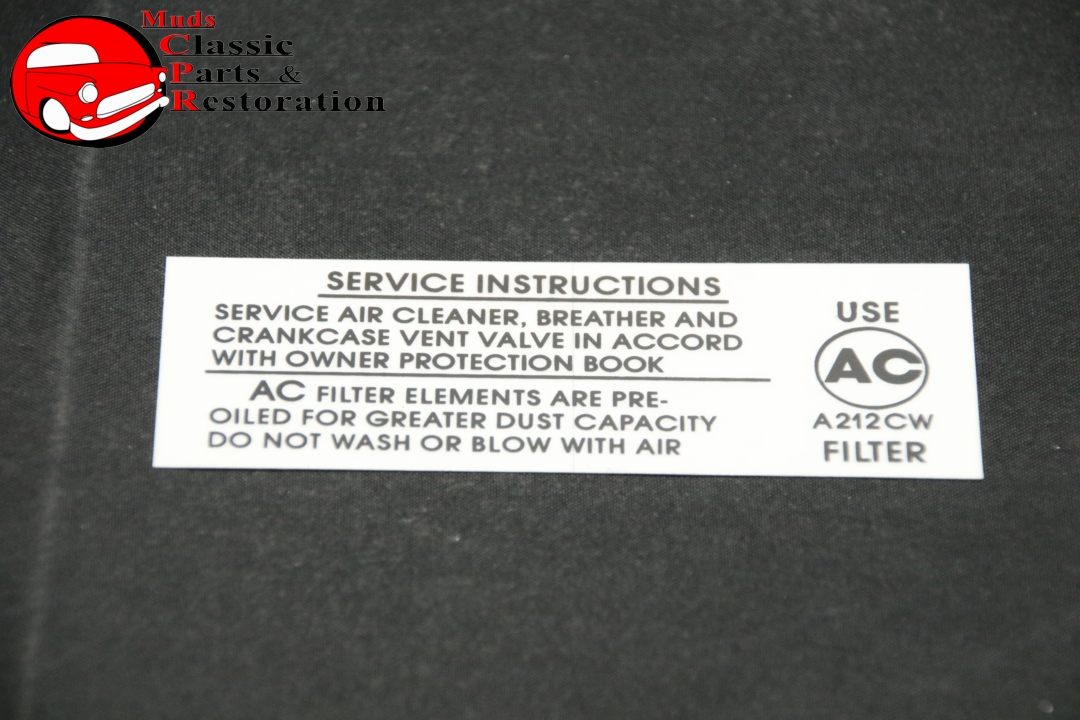 Muds
Classic
Parts &
Restoration
SERVICE INSTRUCTIONS
SERVICE AIR CLEANER, BREATHER AND
CRANKCASE VENT VALVE IN ACCORD
WITH OWNER PROTECTION BOOK
AC FILTER ELEMENTS ARE PRE-
OILED FOR GREATER DUST CAPACITY
DO NOT WASH OR BLOW WITH AIR
USE
AC
A212CW
FILTER